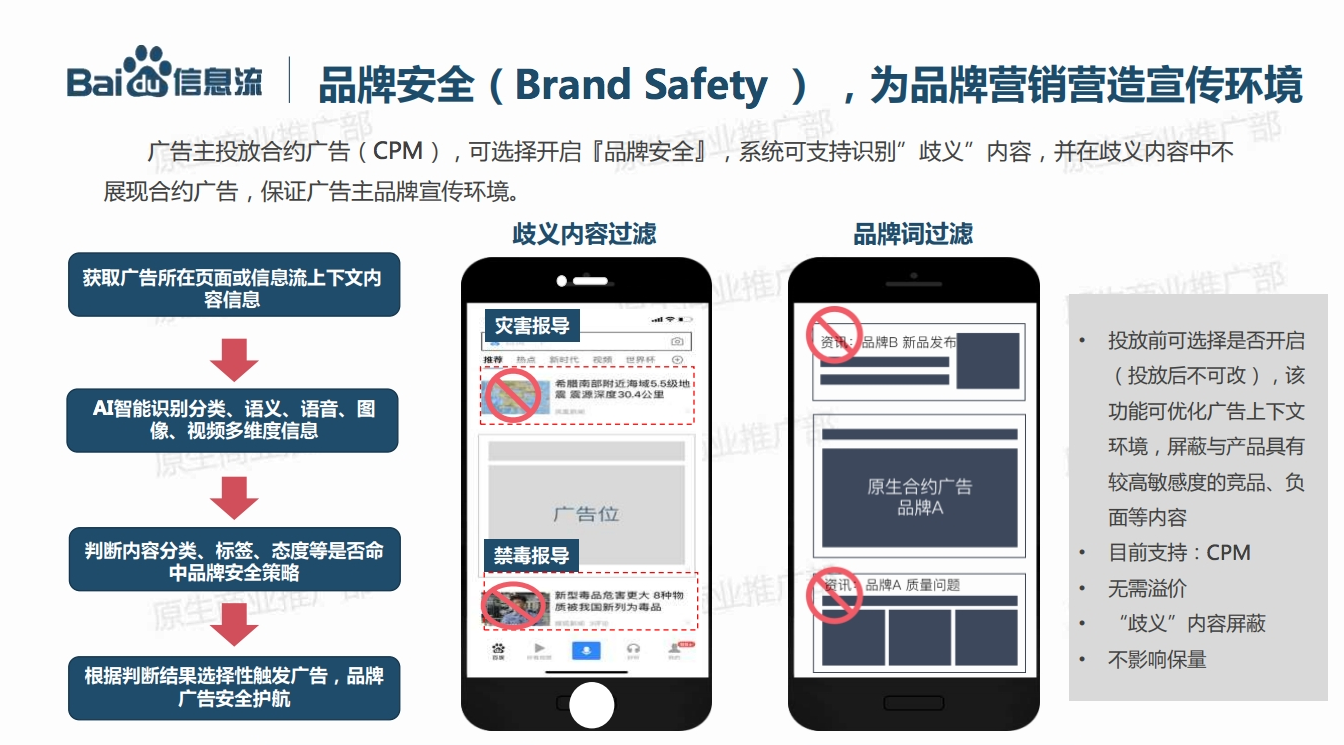 Bai du 信息流
品牌安全（Brand Safety ），为品牌营销营造宣传环境
广告主投放合约广告（CPM ），可选择开启『品牌安全』，系统可支持识别”歧义”内容，并在歧义内容中不
展现合约广告，保证广告主品牌宣传环境。
获取广告所在页面或信息流上下文内
容信息
AI智能识别分类、语义、语音、图
像、视频多维度信息
判断内容分类、标签、态度等是否命
中品牌安全策略
根据判断结果选择性触发广告，品牌
广告安全护航
歧义内容过滤
灾害报导
推荐 热点 新时代 视频 世界杯
希腊南部附近海域5.5级地
震 震源深度30.4公里
广告位
禁毒报导
新型毒品危害更大 8种物
质被我国新列为毒品
品牌词过滤
资讯：品牌B 新品发布
原生合约广告
品牌A
资讯：品牌A 质量问题
• 投放前可选择是否开启
（投放后不可改），该
功能可优化广告上下文
环境，屏蔽与产品具有
较高敏感度的竞品、负
面等内容
• 目前支持：CPM
• 无需溢价
• “歧义”内容屏蔽
• 不影响保量
原生商业推广部
原生商业推广部
原生商业推广部